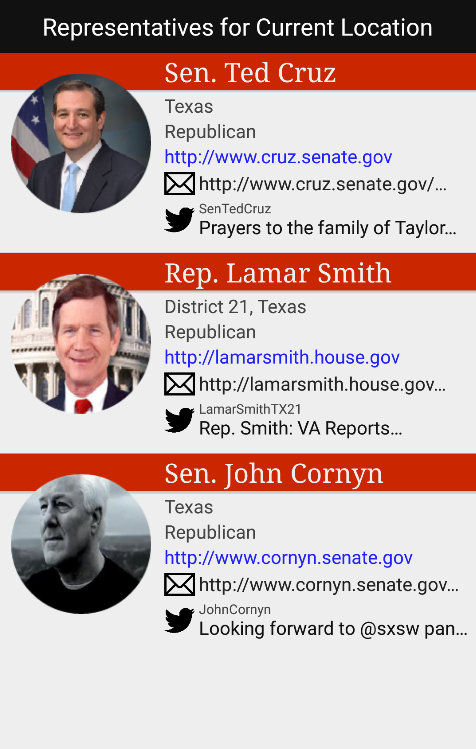 Representatives for Current Location
Sen. Ted Cruz
Texas
Republican
http://www.cruz.senate.gov
http://www.cruz.senate.gov/...
SenTedCruz
Prayers to the family of Taylor...
Rep. Lamar Smith
District 21, Texas
Republican
http://lamarsmith.house.gov
http://lamarsmith.house.gov...
LamarSmithTX21
Rep. Smith: VA Reports...
Sen. John Cornyn
Texas
Republican
http://www.cornyn.senate.gov
http://www.cornyn.senate.gov...
JohnCornyn
Looking forward to @sxsw pan...